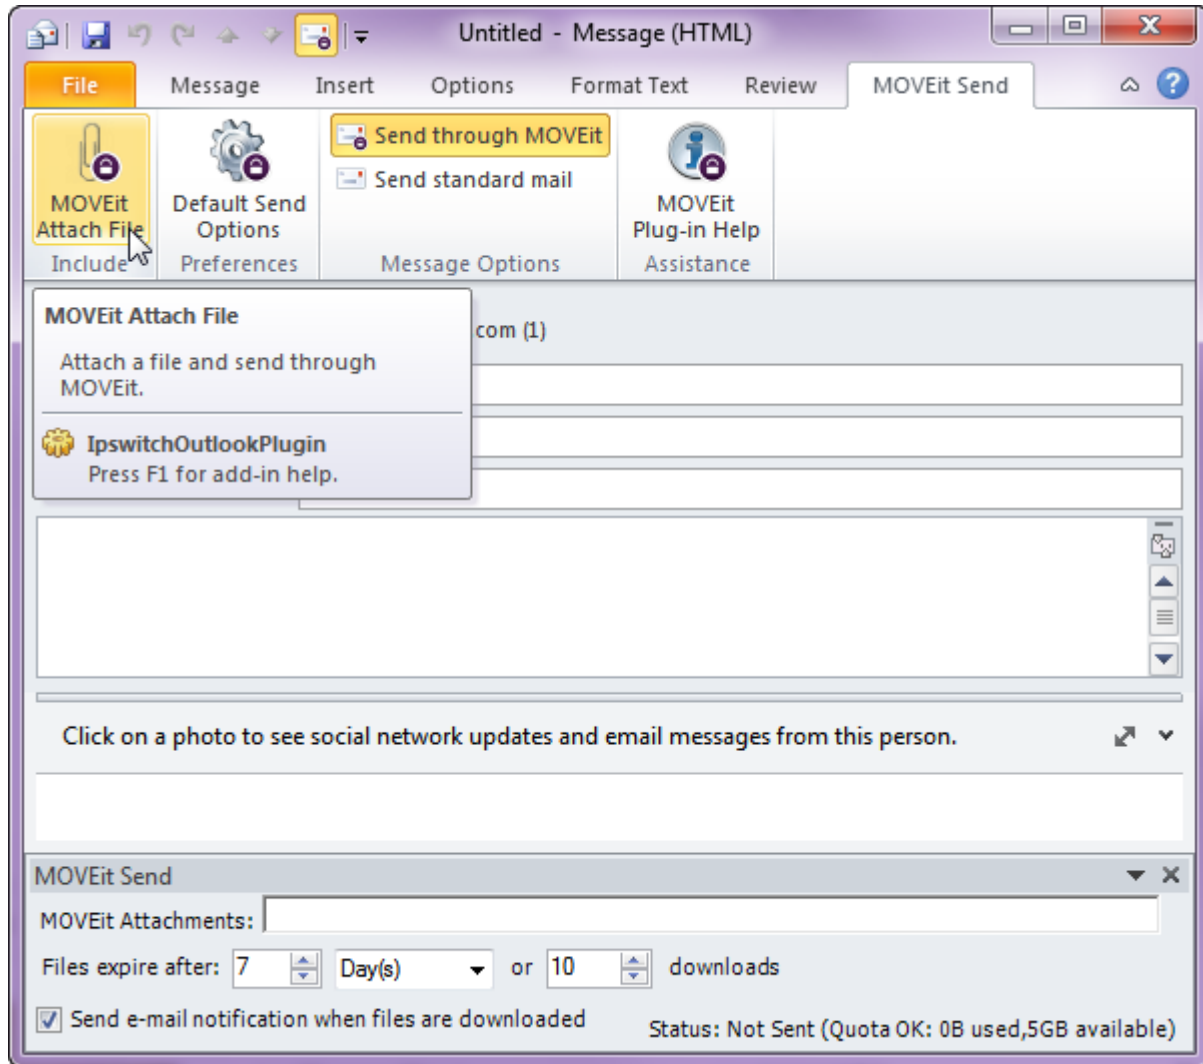 Untitled - Message (HTML)
File Message Insert Options Format Text Review MOVEit Send
MOVEit Attach File
Default Send Options
Send through MOVEit
Send standard mail
MOVEit Plug-in Help
Include Preferences Message Options Assistance
MOVEit Attach File
.com (1)
Attach a file and send through
MOVEit.
IpswitchOutlookPlugin
Press F1 for add-in help.
Click on a photo to see social network updates and email messages from this person.
MOVEit Send
MOVEit Attachments:
Files expire after: 7 Day(s) or 10 downloads
Send e-mail notification when files are downloaded
Status: Not Sent (Quota OK: 0B used,5GB available)